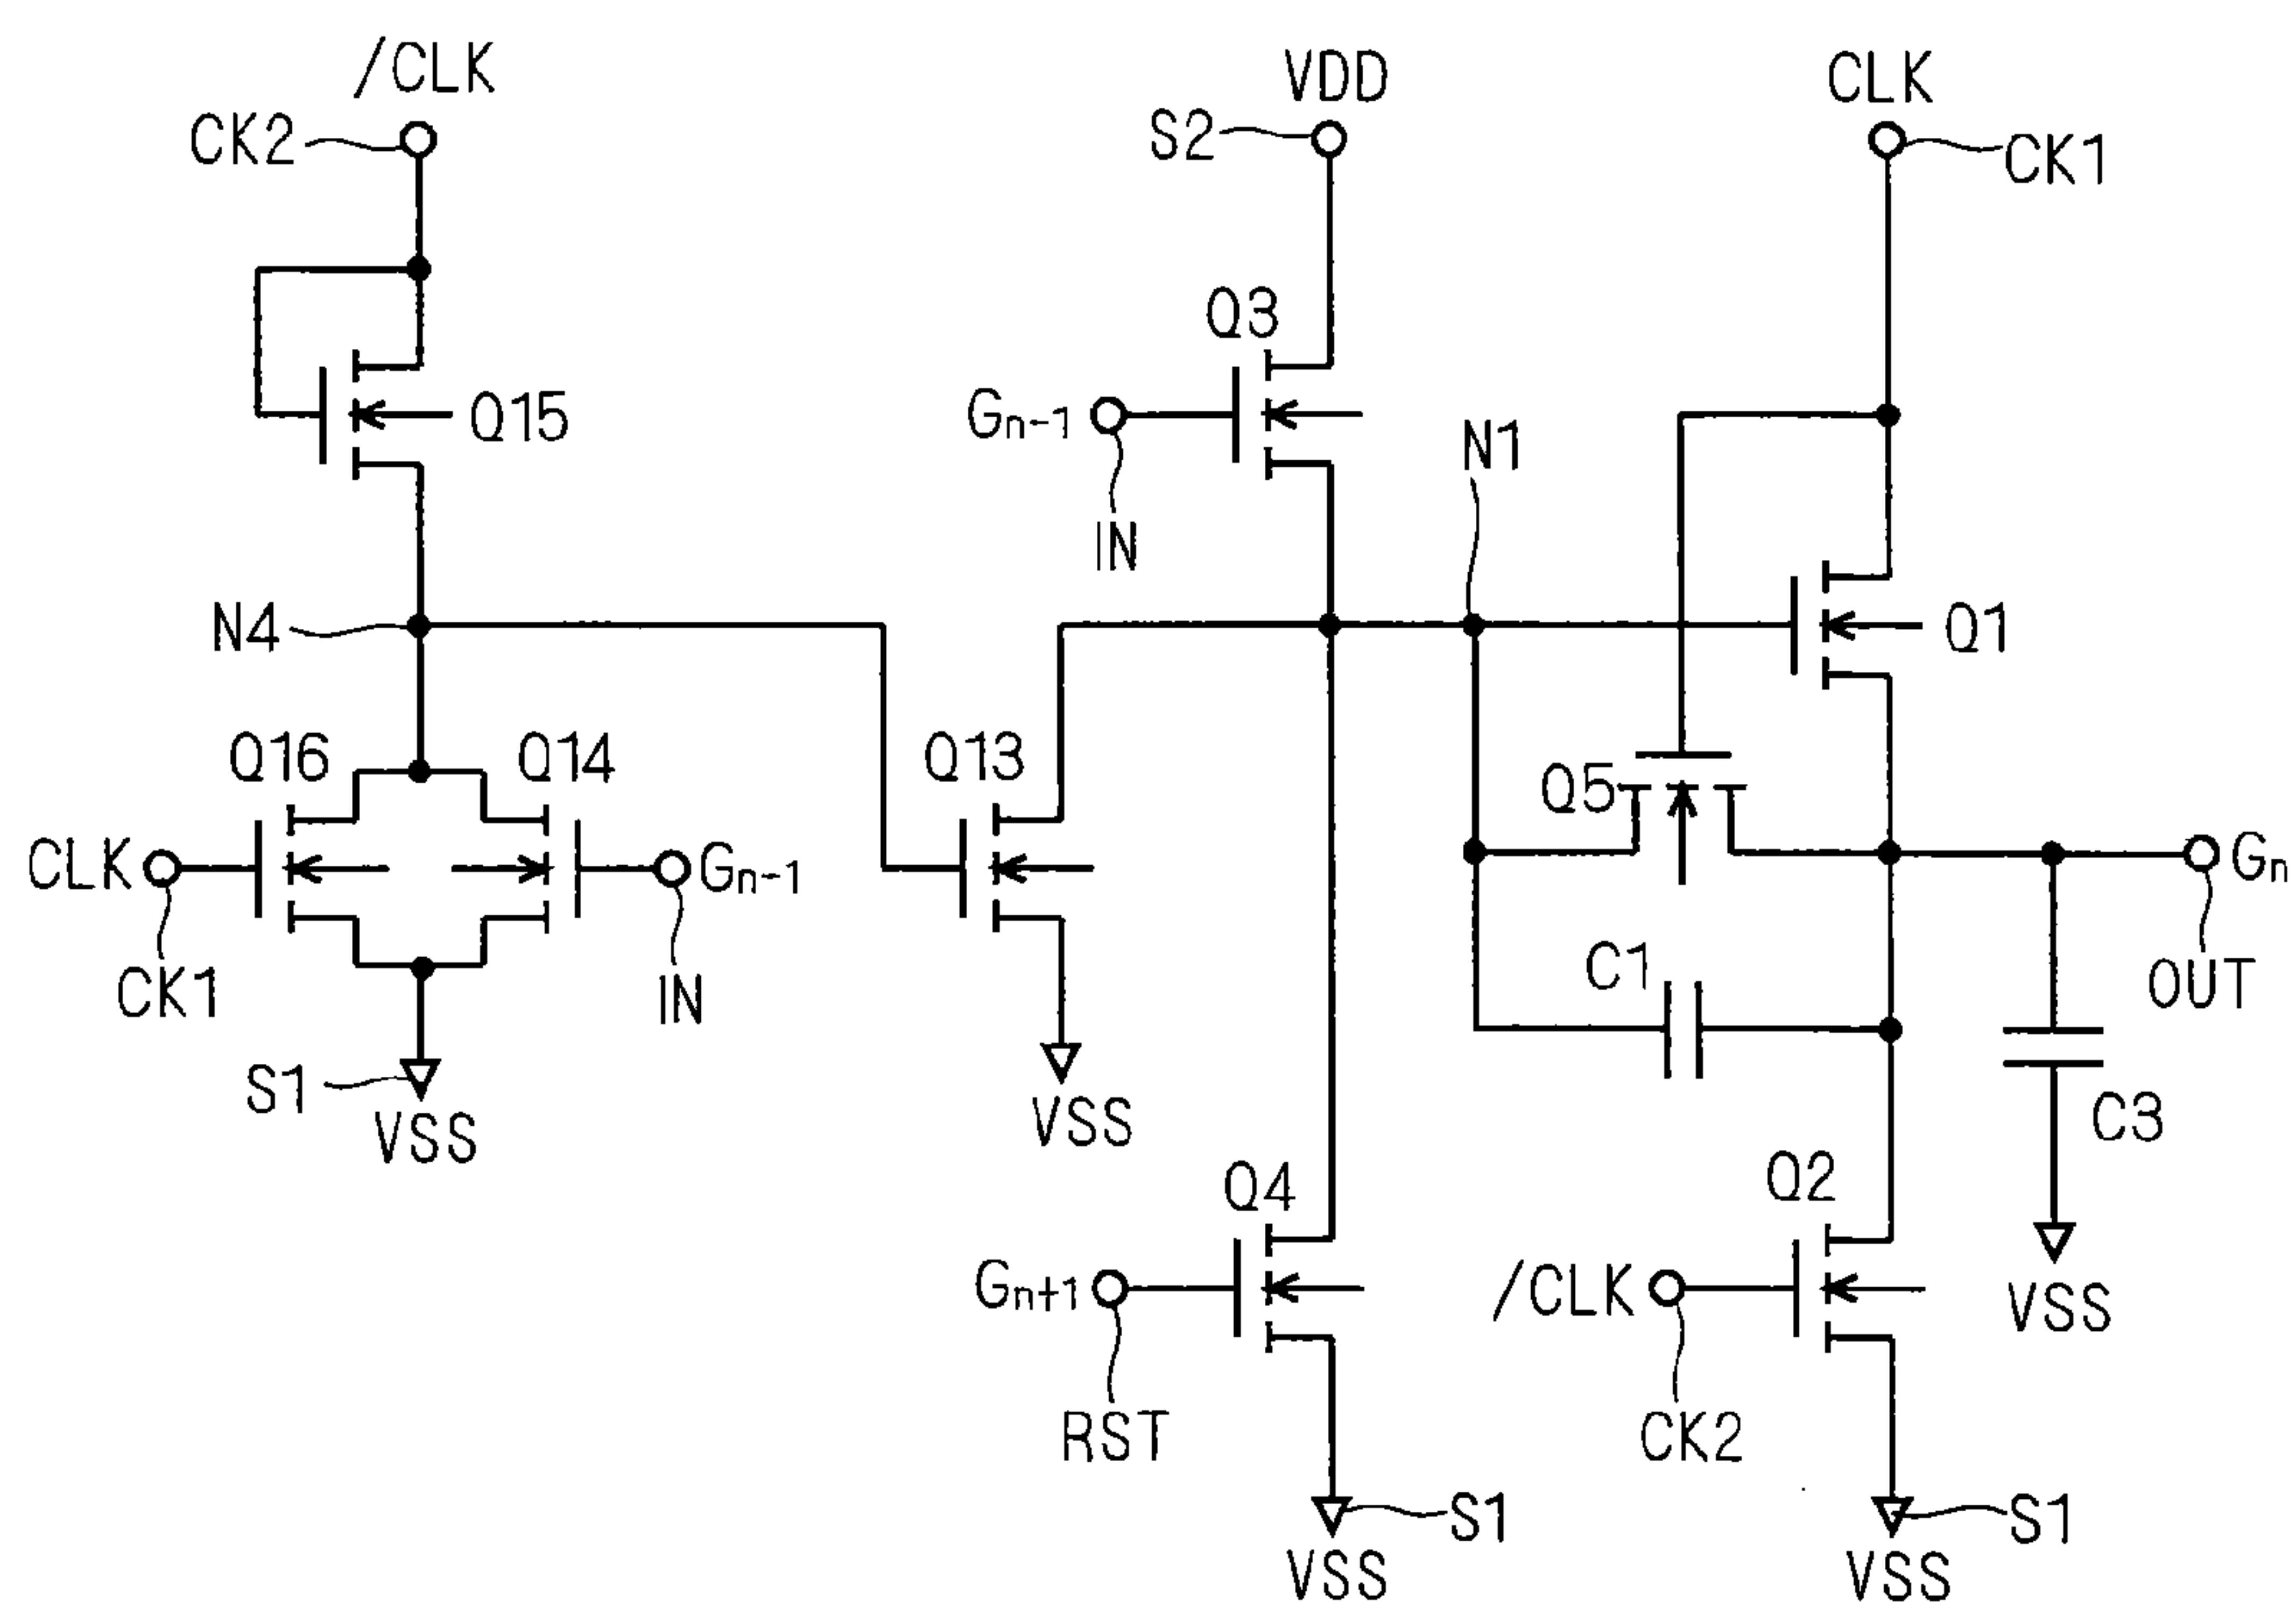 /CLK
VDD
CLK
CK2
S2
CK1
Q3
Gn-1
Q15
N1
IN
N4
Q1
Q16
Q14
Q13
Q5
CLK
Gn-1
Gn
C1
CK1
IN
OUT
S1
VSS
VSS
C3
Q4
Q2
Gn+1
/CLK
VSS
RST
CK2
S1
S1
VSS
VSS